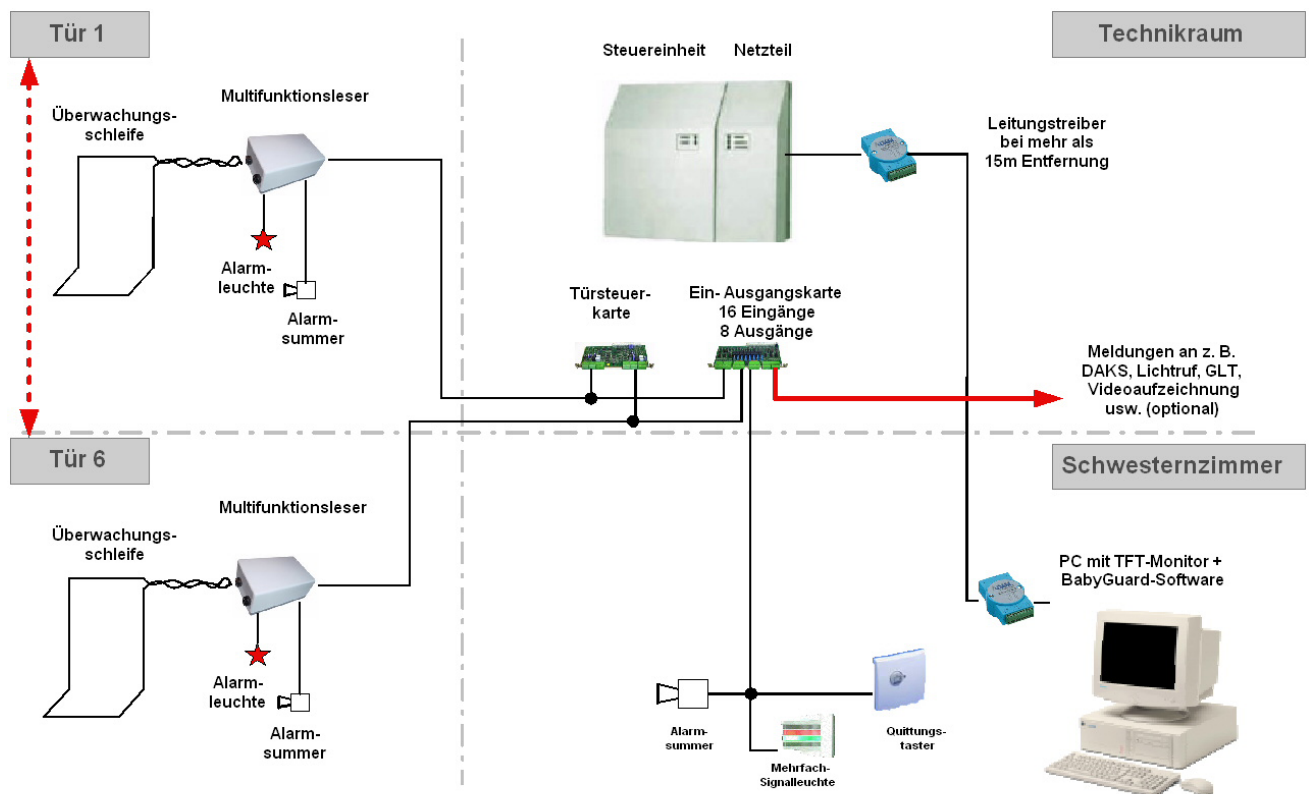 Tür 1
Technikraum
Steuereinheit
Netzteil
Multifunktionsleser
Überwachungs-
schleife
Leitungstreiber
bei mehr als
15m Entfernung
Alarm-
leuchte
Alarm-
summer
Türsteuer-
karte
Ein- Ausgangskarte
16 Eingänge
8 Ausgänge
Meldungen an z. B.
DAKS, Lichtruf, GLT,
Videoaufzeichnung
usw. (optional)
Tür 6
Schwesternzimmer
Multifunktionsleser
Überwachungs-
schleife
PC mit TFT-Monitor +
BabyGuard-Software
Alarm-
leuchte
Alarm-
summer
Alarm-
summer
Quittungs-
taster
Mehrfach-
Signalleuchte